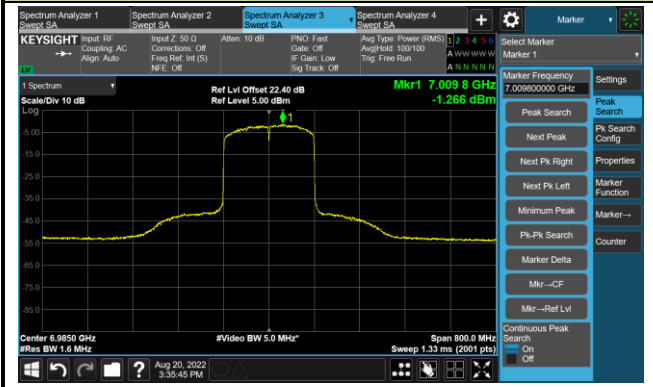 Spectrum Analyzer 1
Swept SA
Spectrum Analyzer 2
Swept SA
Spectrum Analyzer 3
Swept SA
Spectrum Analyzer 4
Swept SA
+
Marker
KEYSIGHT
Input: RF
Coupling: AC
Align: Auto
Input Z: 50 Ω
Corrections: Off
Freq Ref: Int (S)
NFE: Off
Atten: 10 dB
PNO: Fast
Gate: Off
IF Gain: Low
Sig Track: Off
Avg Type: Power (RMS)
Avg|Hold: 100/100
Trig: Free Run
1 2 3 4 5 6
A W W W W W
A N N N N N
LV
Select Marker
Marker 1
1 Spectrum
Scale/Div 10 dB
Log
Ref Lvl Offset 22.40 dB
Ref Level 5.00 dBm
Mkr1 7.009 8 GHz
-1.266 dBm
1
-5.00
-15.0
-25.0
-35.0
-45.0
-55.0
-65.0
-75.0
-85.0
Center 6.9850 GHz
#Res BW 1.6 MHz
#Video BW 5.0 MHz*
Span 800.0 MHz
Sweep 1.33 ms (2001 pts)
Marker Frequency
7.009800000 GHz
Peak Search
Next Peak
Next Pk Right
Next Pk Left
Minimum Peak
Pk-Pk Search
Marker Delta
Mkr→CF
Mkr→Ref Lvl
Continuous Peak
Search
On
Off
Settings
Peak
Search
Pk Search
Config
Properties
Marker
Function
Marker→
Counter
?
Aug 20, 2022
3:35:45 PM